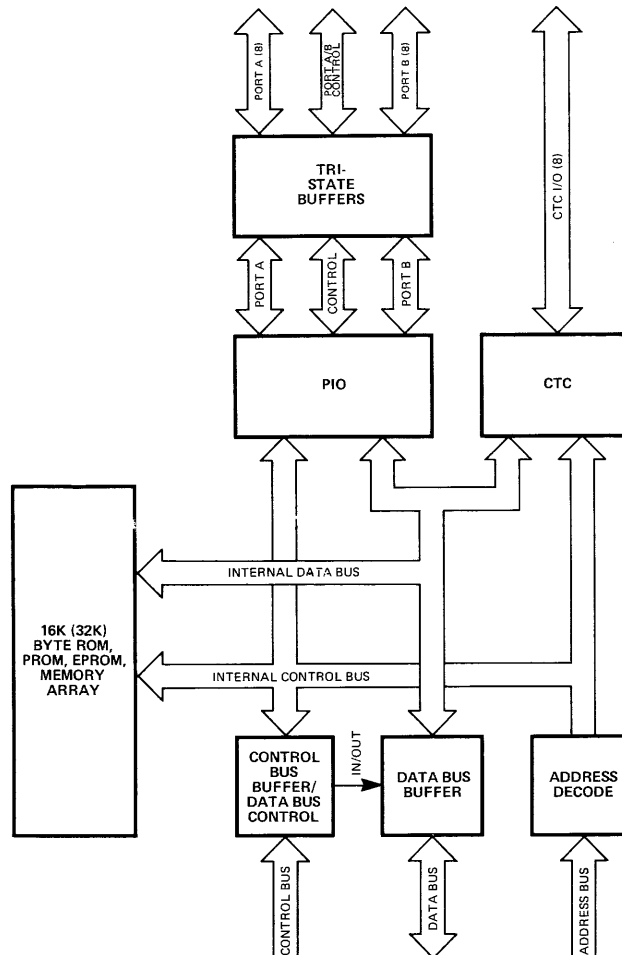 PORT A (8)
PORT A/B
CONTROL
PORT B (8)
CTC I/O (8)
TRI-
STATE
BUFFERS
PORT A
CONTROL
PORT B
PIO
CTC
INTERNAL DATA BUS
16K (32K)
BYTE ROM,
PROM, EPROM,
MEMORY
ARRAY
INTERNAL CONTROL BUS
CONTROL
BUS
BUFFER/
DATA BUS
CONTROL
IN/OUT
DATA BUS
BUFFER
ADDRESS
DECODE
CONTROL BUS
DATA BUS
ADDRESS BUS